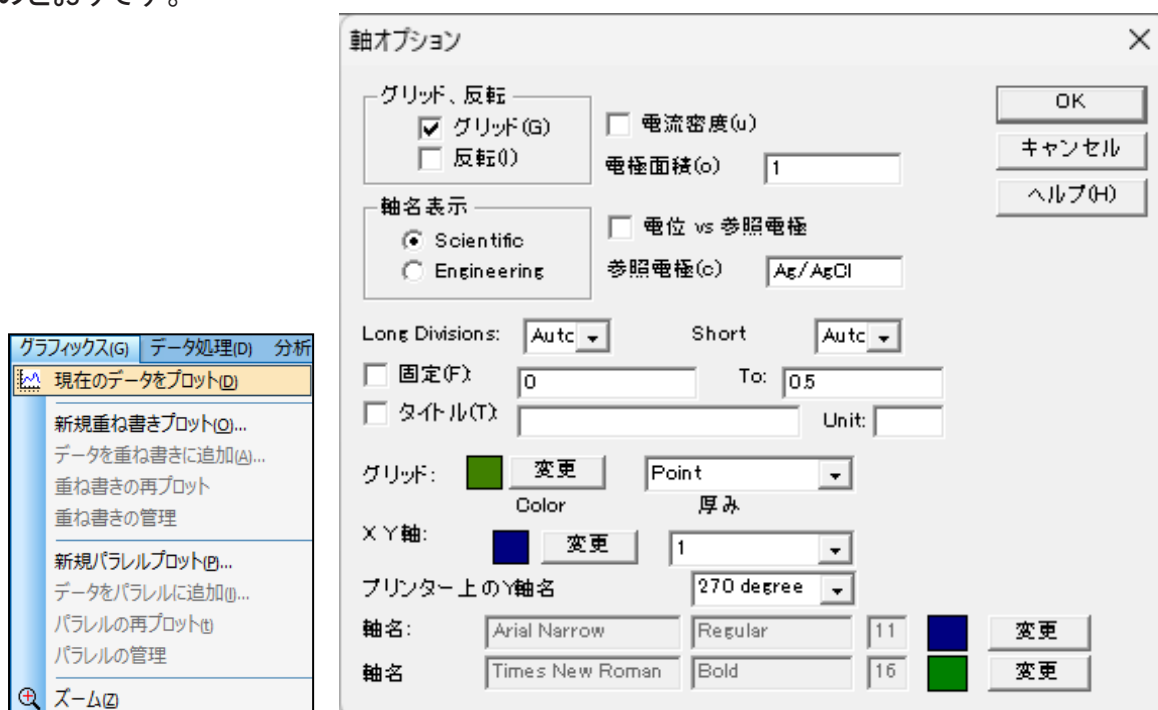 のとおりです。
グラフィックス(G) データ処理(D) 分析
現在のデータをプロット(D)
新規重ね書きプロット(O)...
データを重ね書きに追加(A)...
重ね書きの再プロット
重ね書きの管理
新規パラレルプロット(P)...
データをパラレルに追加(I)...
パラレルの再プロット(t)
パラレルの管理
ズーム(Z)
軸オプション
グリッド、反転
グリッド(G)
反転(I)
電流密度(u)
電極面積(o) 1
OK
キャンセル
ヘルプ(H)
軸名表示
Scientific
Engineering
電位 vs 参照電極
参照電極(c) Ag/AgCl
Long Divisions: Autc Short Autc
固定(F): 0 To: 0.5
タイトル(T): Unit:
グリッド: 変更 Point
Color 厚み
X Y軸: 変更 1
プリンター上のY軸名 270 degree
軸名: Arial Narrow Regular 11 変更
軸名 Times New Roman Bold 16 変更